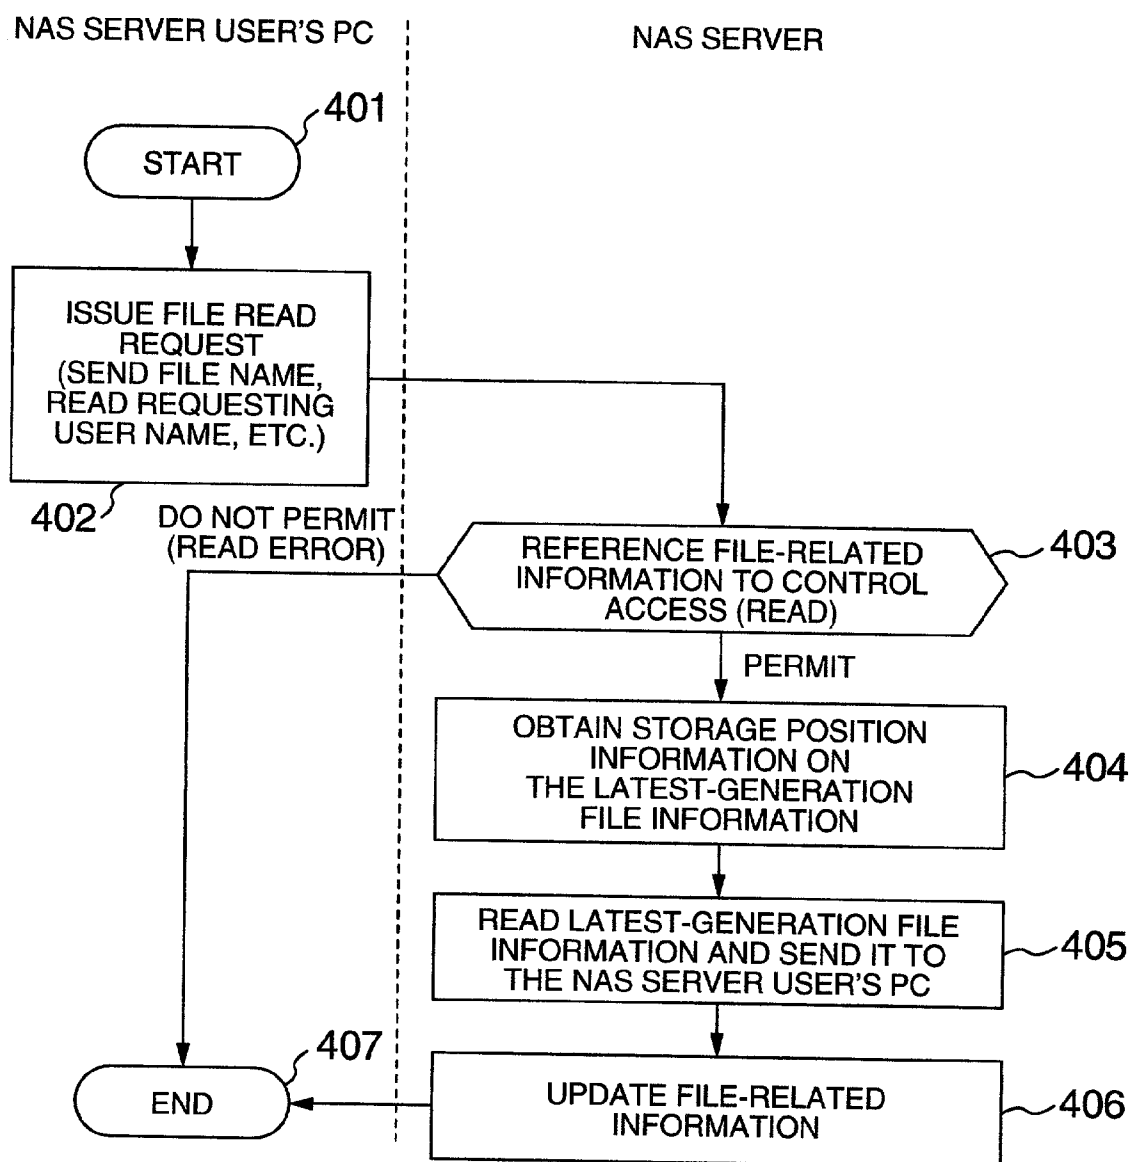 NAS SERVER USER'S PC
NAS SERVER
401
START
ISSUE FILE READ
REQUEST
(SEND FILE NAME,
READ REQUESTING
USER NAME, ETC.)
402
DO NOT PERMIT
(READ ERROR)
REFERENCE FILE-RELATED
INFORMATION TO CONTROL
ACCESS (READ)
403
PERMIT
OBTAIN STORAGE POSITION
INFORMATION ON
THE LATEST-GENERATION
FILE INFORMATION
404
READ LATEST-GENERATION FILE
INFORMATION AND SEND IT TO
THE NAS SERVER USER'S PC
405
UPDATE FILE-RELATED
INFORMATION
406
407
END